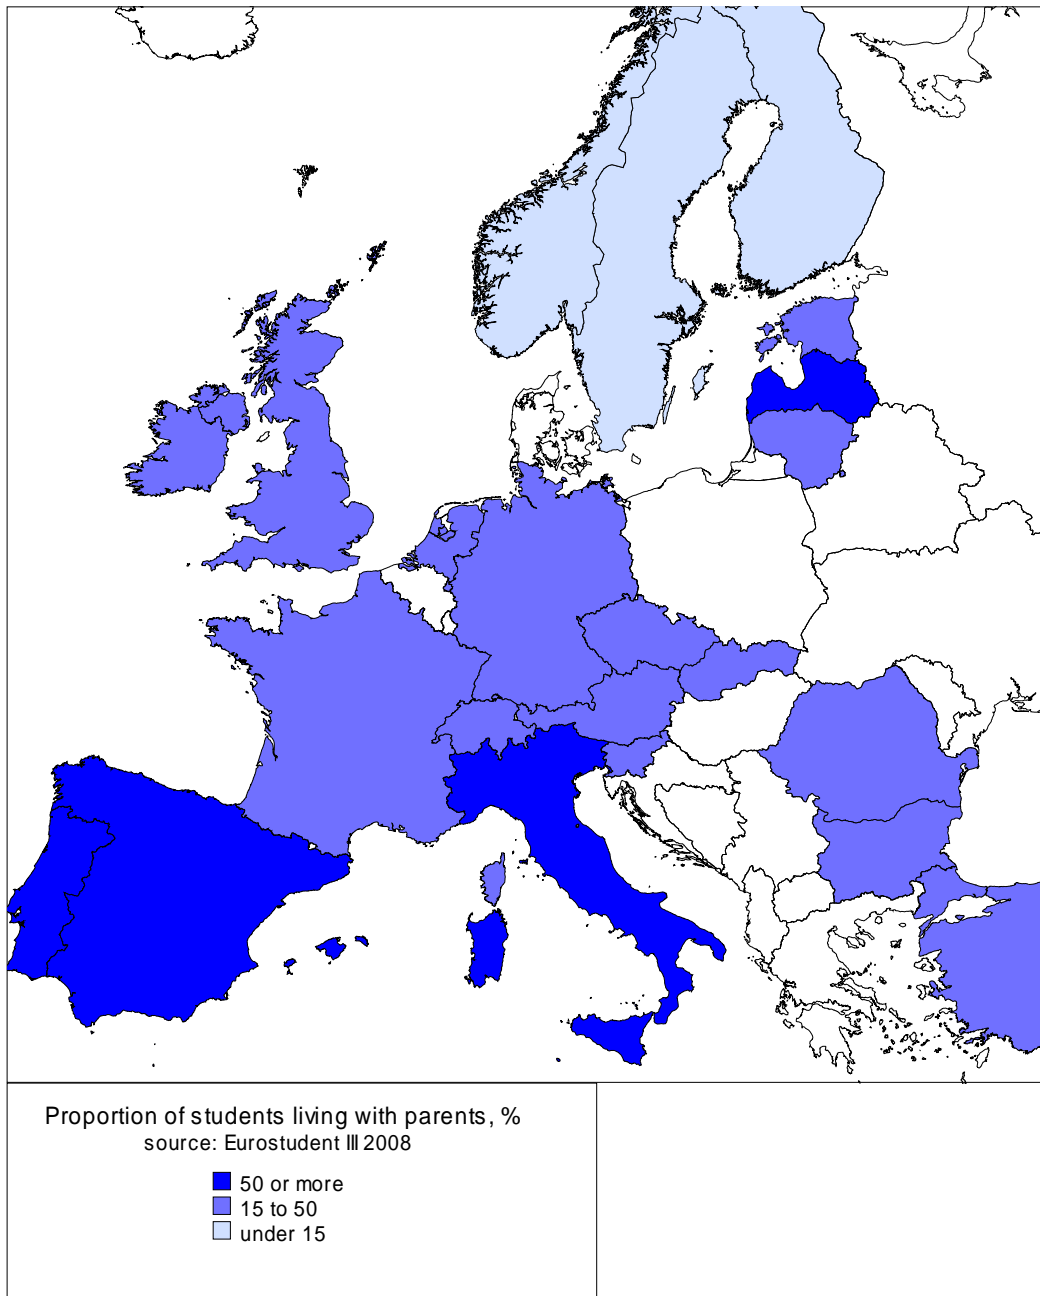 Proportion of students living with parents, %
source: Eurostudent III 2008
50 or more
15 to 50
under 15